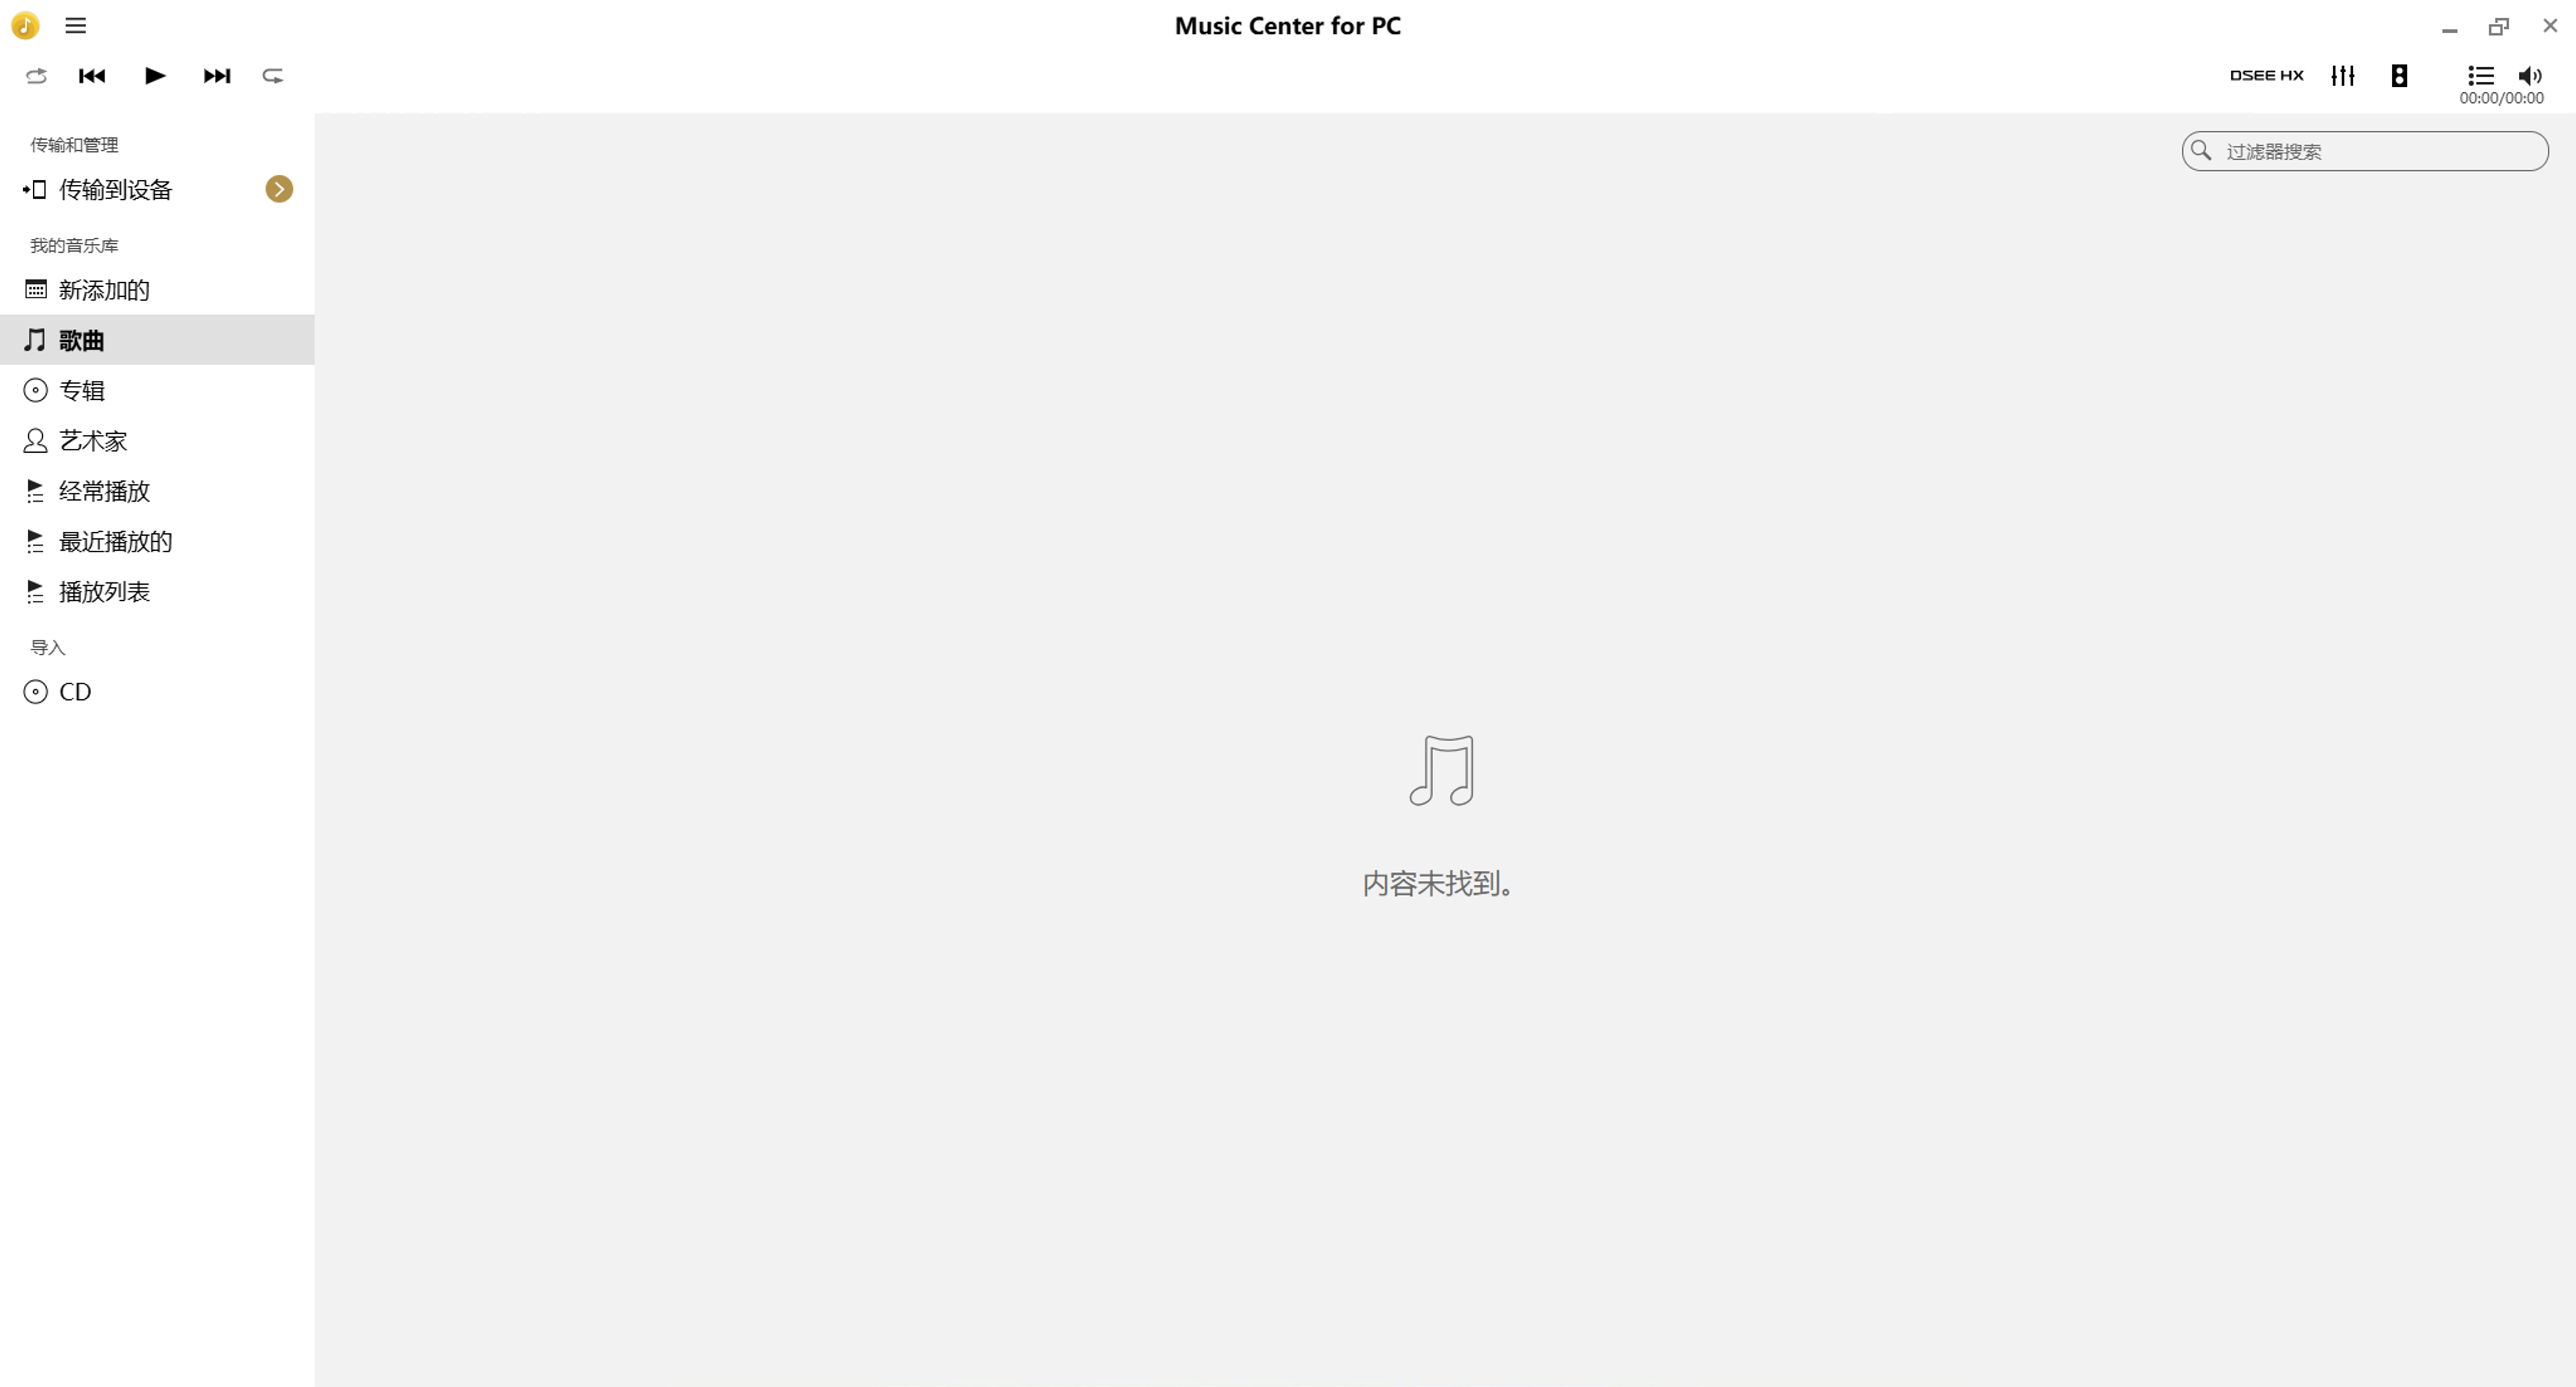 Music Center for PC
DSEE HX
00:00/00:00
传输和管理
传输到设备
我的音乐库
新添加的
歌曲
专辑
艺术家
经常播放
最近播放的
播放列表
导入
CD
过滤器搜索
内容未找到。